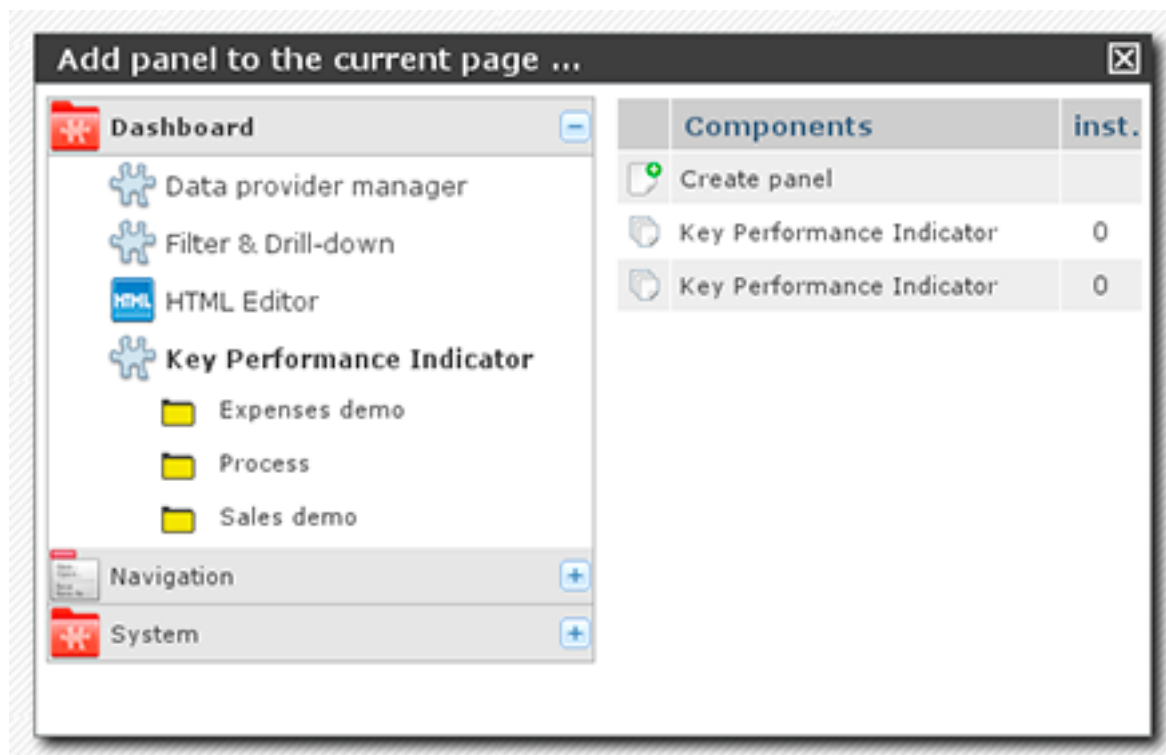 Add panel to the current page ...
Dashboard
Data provider manager
Filter & Drill-down
HTML
HTML Editor
Key Performance Indicator
Expenses demo
Process
Sales demo
Navigation
System
Components inst.
Create panel
Key Performance Indicator 0
Key Performance Indicator 0